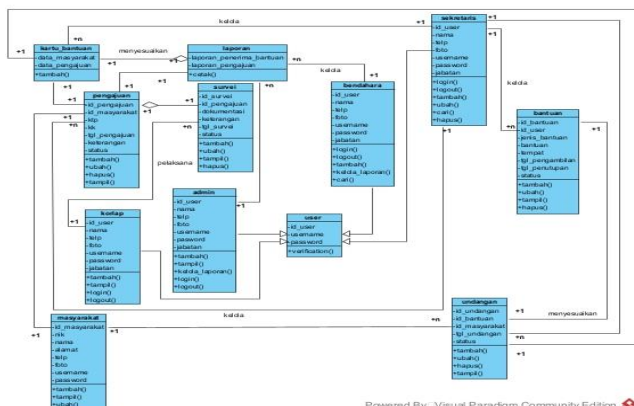 kelola
+1
+1
sekretaris
-id_user
-nama
-telp
-foto
-username
-password
-jabatan
+login()
+logout()
+tambah()
+ubah()
+cari()
+hapus()
+n
kartu_bantuan
-data_masyarakat
-data_pengajuan
+tambah()
menyesuaikan
laporan
-laporan_penerima_bantuan
-laporan_pengajuan
+cetak()
+n
kelola
+1
+1
+1
+1
+1
+n
kelola
pengajuan
-id_pengajuan
-id_masyarakat
-ktp
-kk
-tgl_pengajuan
-keterangan
-status
+tambah()
+ubah()
+hapus()
+tampil()
+1
+1
+n
survei
-id_survei
-id_pengajuan
-dokumentasi
-keterangan
-tgl_survei
-status
+tambah()
+ubah()
+tampil()
+hapus()
+n
+n
+1
bendahara
-id_user
-nama
-telp
-foto
-username
-password
-jabatan
+login()
+logout()
+tambah()
+kelola_laporan()
+cari()
bantuan
-id_bantuan
-id_user
-jenis_bantuan
-bantuan
-tempat
-tgl_pengambilan
-tgl_penutupan
-status
+tambah()
+ubah()
+tampil()
+hapus()
+n
+1
+1
pelaksana
+1
korlap
-id_user
-nama
-telp
-foto
-username
-password
-jabatan
+tambah()
+tampil()
+login()
+logout()
admin
-id_user
-nama
-telp
-foto
-username
-pasword
-jabatan
+tambah()
+tampil()
+kelola_laporan()
+login()
+logout()
+1
user
-id_user
-username
-password
+verification()
masyarakat
-id_masyarakat
-nik
-nama
-alamat
-telp
-foto
-username
-password
+tambah()
+tampil()
+ubah()
+1
+1
kelola
+n
+n
undangan
-id_undangan
-id_bantuan
-id_masyarakat
-tgl_undangan
-status
+tambah()
+ubah()
+hapus()
+tampil()
menyesuaikan
+n
+1
Powered By Visual Paradigm Community Edition